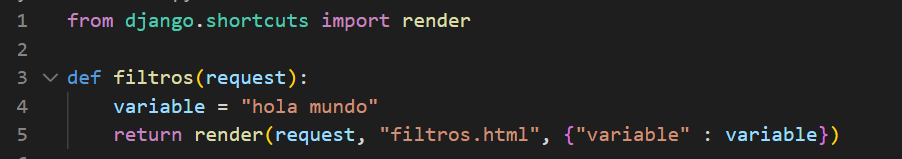 1 from django.shortcuts import render
2
3 def filtros(request):
4     variable = "hola mundo"
5     return render(request, "filtros.html", {"variable" : variable})